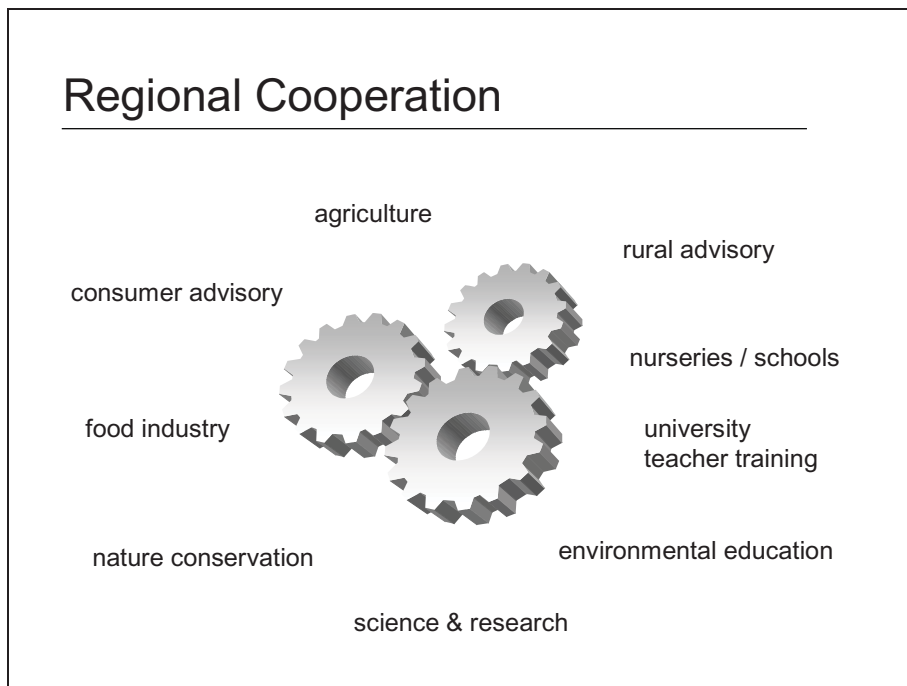 Regional Cooperation
agriculture
rural advisory
consumer advisory
nurseries / schools
food industry
university
teacher training
nature conservation
environmental education
science & research